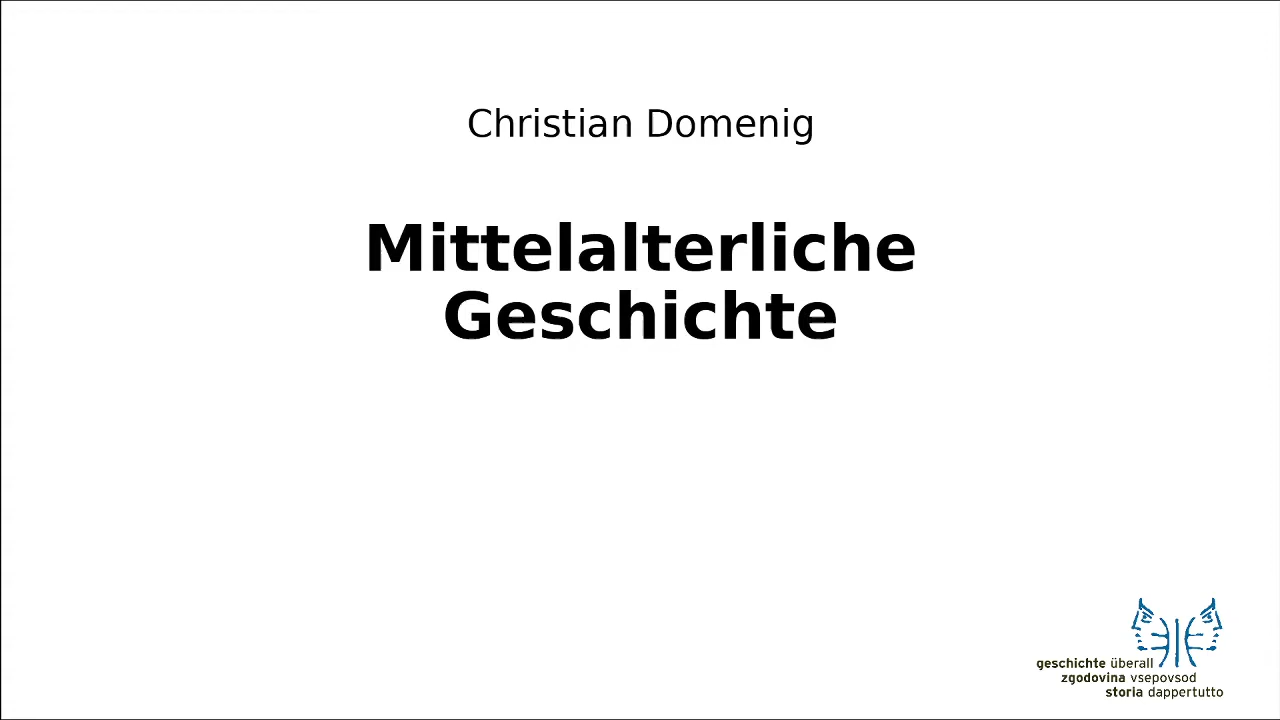 Christian Domenig
Mittelalterliche
Geschichte
geschichte überall
zgodovina vsepovsod
storia dappertutto